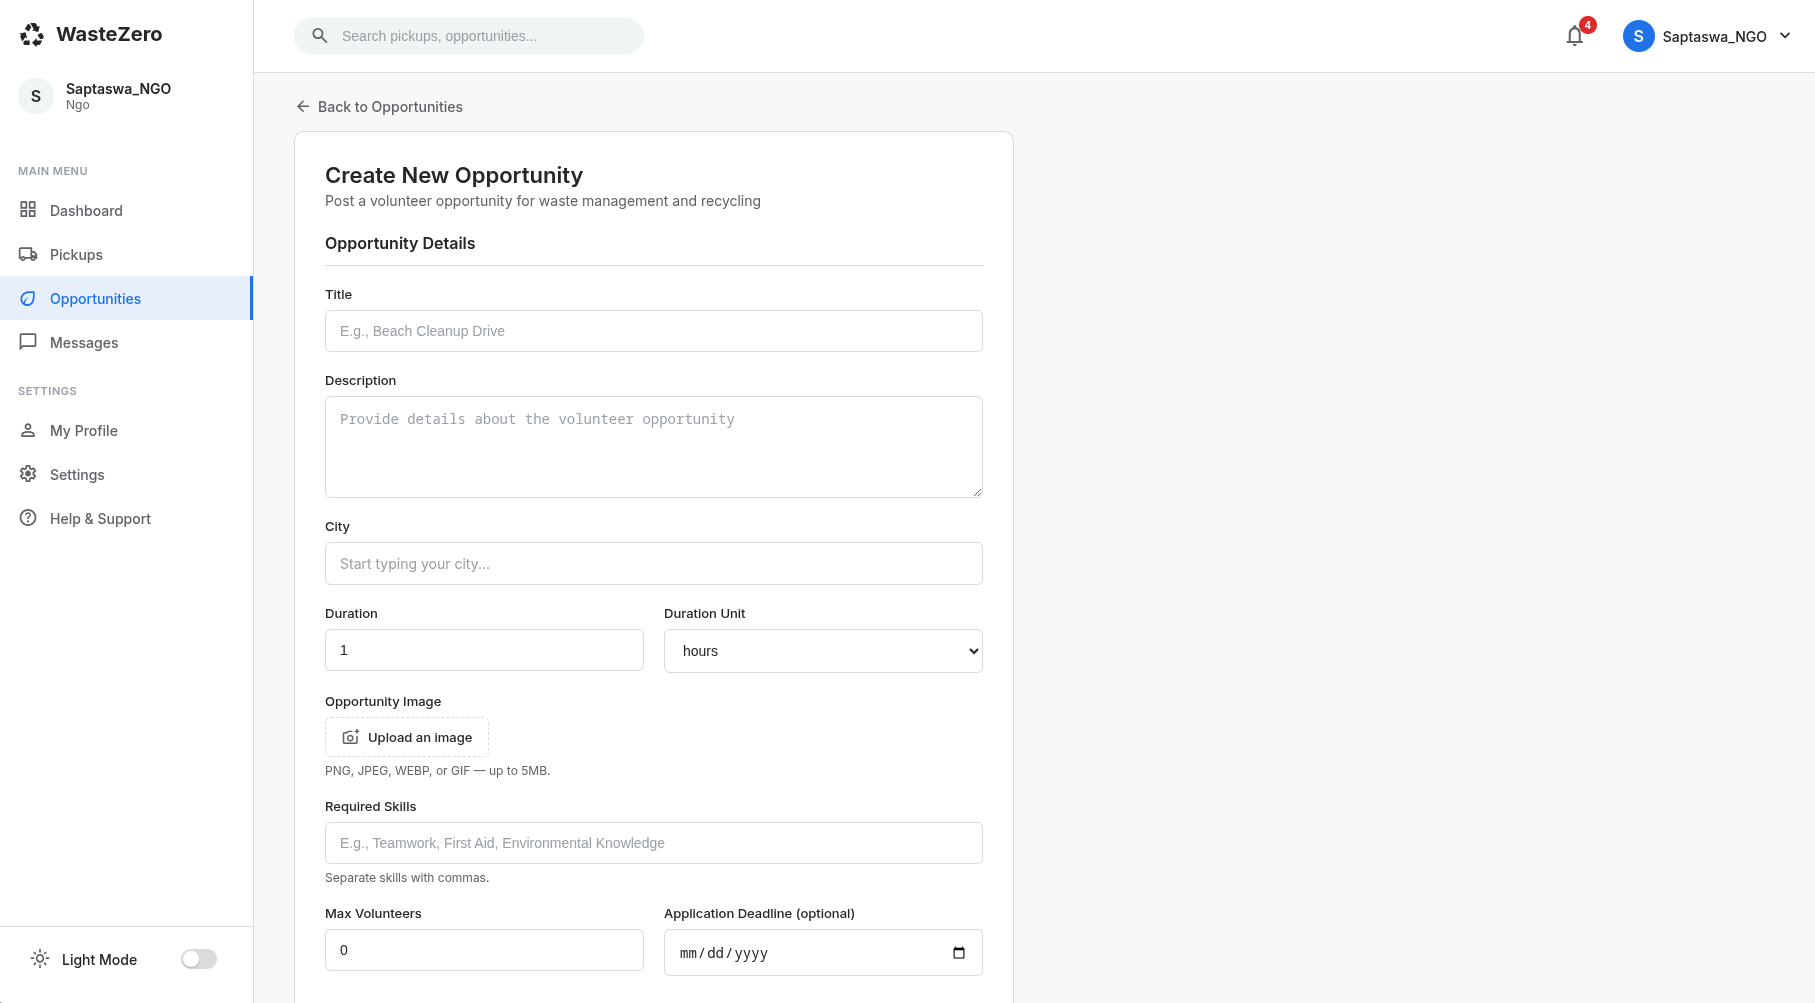 WasteZero
S
Saptaswa_NGO
Ngo
MAIN MENU
Dashboard
Pickups
Opportunities
Messages
SETTINGS
My Profile
Settings
Help & Support
Light Mode
Search pickups, opportunities...
4
S
Saptaswa_NGO
Back to Opportunities
Create New Opportunity
Post a volunteer opportunity for waste management and recycling
Opportunity Details
Title
E.g., Beach Cleanup Drive
Description
Provide details about the volunteer opportunity
City
Start typing your city...
Duration
Duration Unit
1
hours
Opportunity Image
Upload an image
PNG, JPEG, WEBP, or GIF — up to 5MB.
Required Skills
E.g., Teamwork, First Aid, Environmental Knowledge
Separate skills with commas.
Max Volunteers
Application Deadline (optional)
0
mm/dd/yyyy